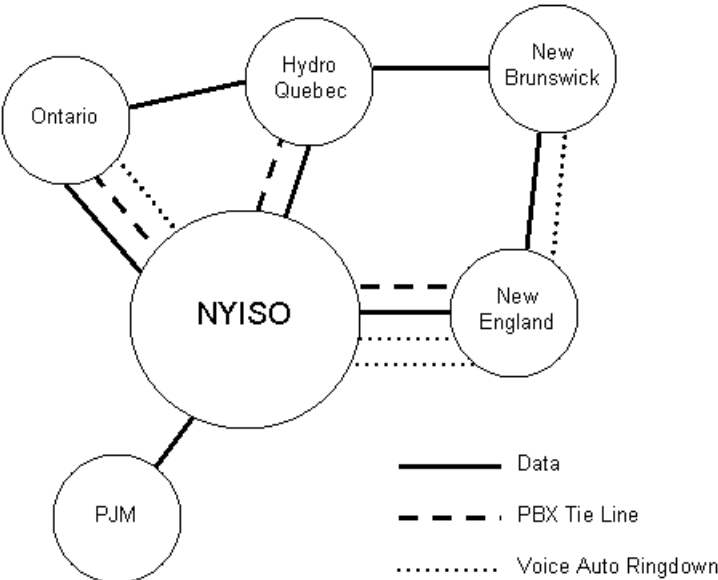 Hydro
Quebec
New
Brunswick
Ontario
NYISO
New
England
PJM
Data
PBX Tie Line
Voice Auto Ringdown